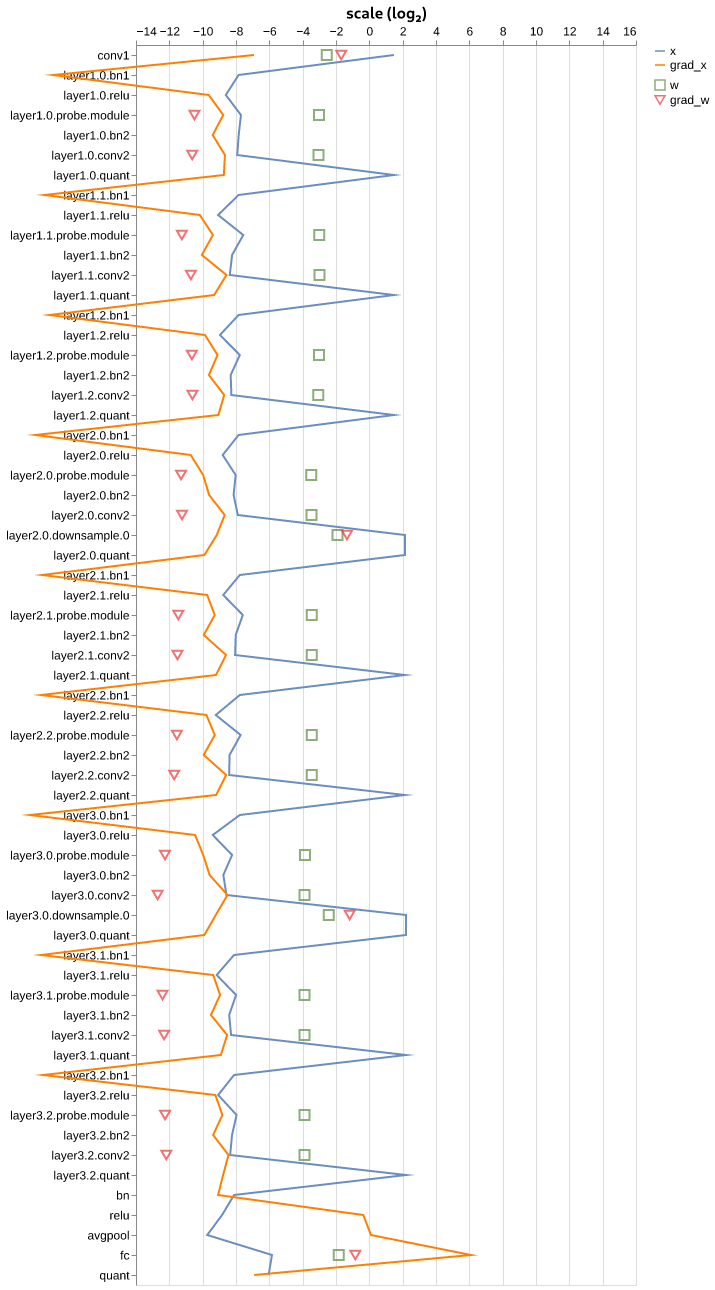 scale (log₂)
−14 −12 −10 −8 −6 −4 −2 0 2 4 6 8 10 12 14 16
x
grad_x
w
grad_w
conv1
layer1.0.bn1
layer1.0.relu
layer1.0.probe.module
layer1.0.bn2
layer1.0.conv2
layer1.0.quant
layer1.1.bn1
layer1.1.relu
layer1.1.probe.module
layer1.1.bn2
layer1.1.conv2
layer1.1.quant
layer1.2.bn1
layer1.2.relu
layer1.2.probe.module
layer1.2.bn2
layer1.2.conv2
layer1.2.quant
layer2.0.bn1
layer2.0.relu
layer2.0.probe.module
layer2.0.bn2
layer2.0.conv2
layer2.0.downsample.0
layer2.0.quant
layer2.1.bn1
layer2.1.relu
layer2.1.probe.module
layer2.1.bn2
layer2.1.conv2
layer2.1.quant
layer2.2.bn1
layer2.2.relu
layer2.2.probe.module
layer2.2.bn2
layer2.2.conv2
layer2.2.quant
layer3.0.bn1
layer3.0.relu
layer3.0.probe.module
layer3.0.bn2
layer3.0.conv2
layer3.0.downsample.0
layer3.0.quant
layer3.1.bn1
layer3.1.relu
layer3.1.probe.module
layer3.1.bn2
layer3.1.conv2
layer3.1.quant
layer3.2.bn1
layer3.2.relu
layer3.2.probe.module
layer3.2.bn2
layer3.2.conv2
layer3.2.quant
bn
relu
avgpool
fc
quant